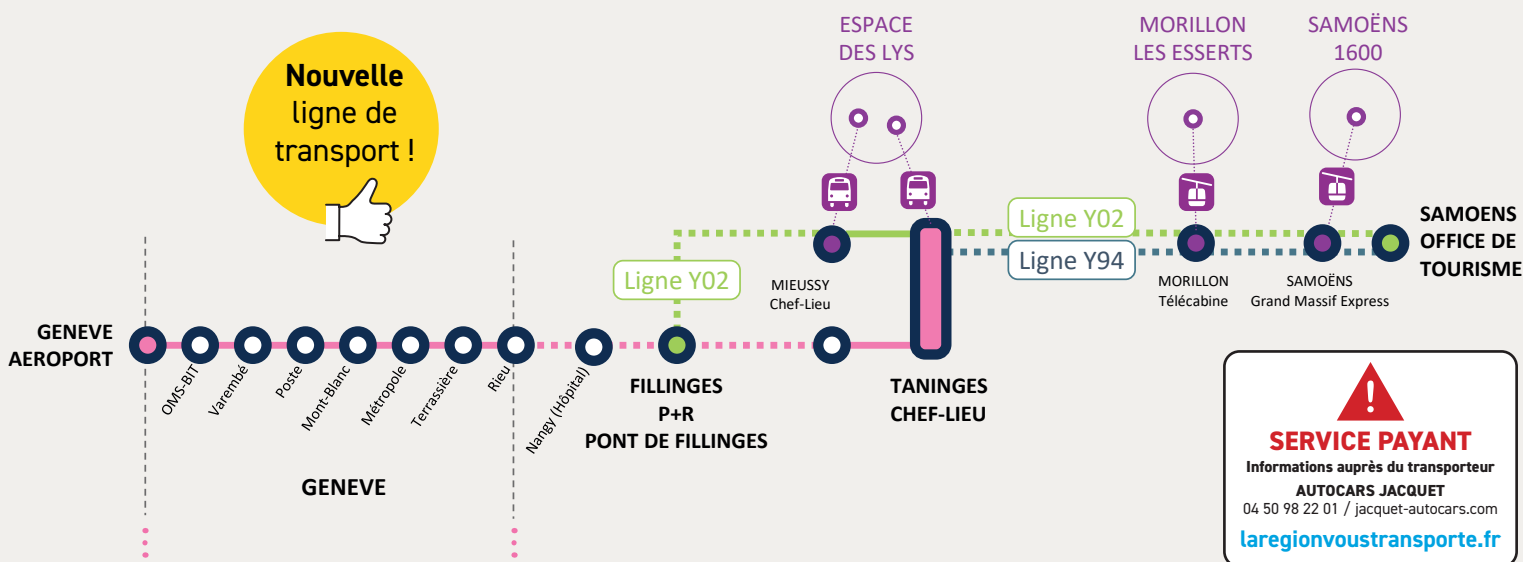 Nouvelle
ligne de
transport !
ESPACE
DES LYS
MORILLON
LES ESSERTS
SAMOËNS
1600
Ligne Y02
Ligne Y94
SAMOENS
OFFICE DE
TOURISME
Ligne Y02
MIEUSSY
Chef-Lieu
MORILLON
Télécabine
SAMOËNS
Grand Massif Express
GENEVE
AEROPORT
OMS-BIT
Varembé
Poste
Mont-Blanc
Métropole
Terrassière
Rieu
Nangy (Hôpital)
FILLINGES
P+R
PONT DE FILLINGES
TANINGES
CHEF-LIEU
GENEVE
!
SERVICE PAYANT
Informations auprès du transporteur
AUTOCARS JACQUET
04 50 98 22 01 / jacquet-autocars.com
laregionvoustransporte.fr